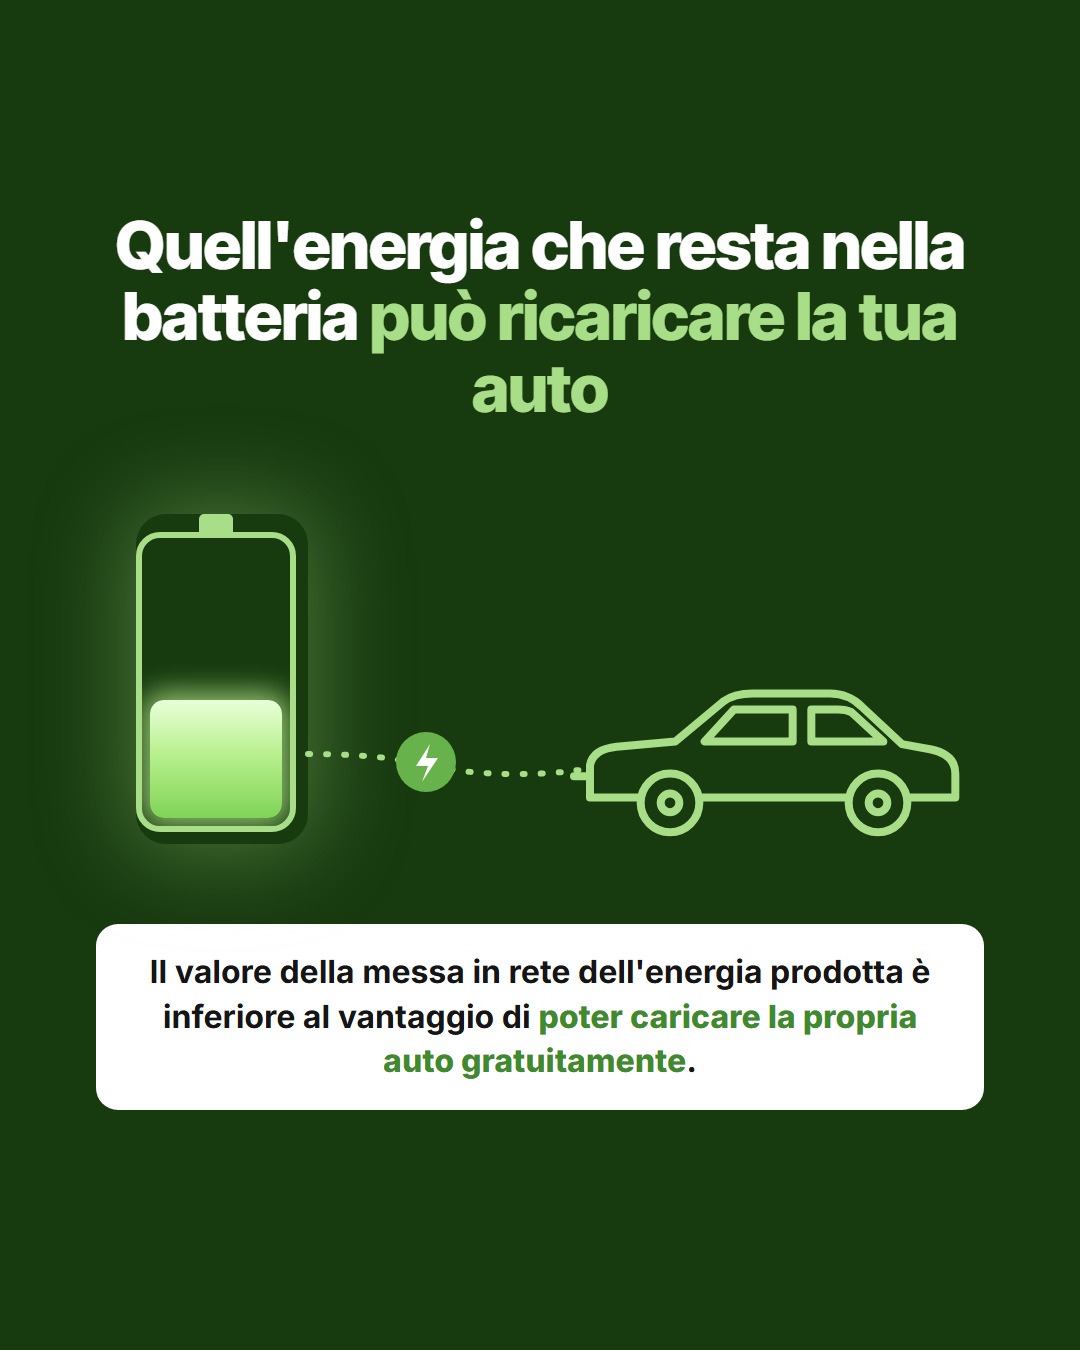 Quell'energia che resta nella
batteria può ricaricare la tua
auto
Il valore della messa in rete dell'energia prodotta è
inferiore al vantaggio di poter caricare la propria
auto gratuitamente.